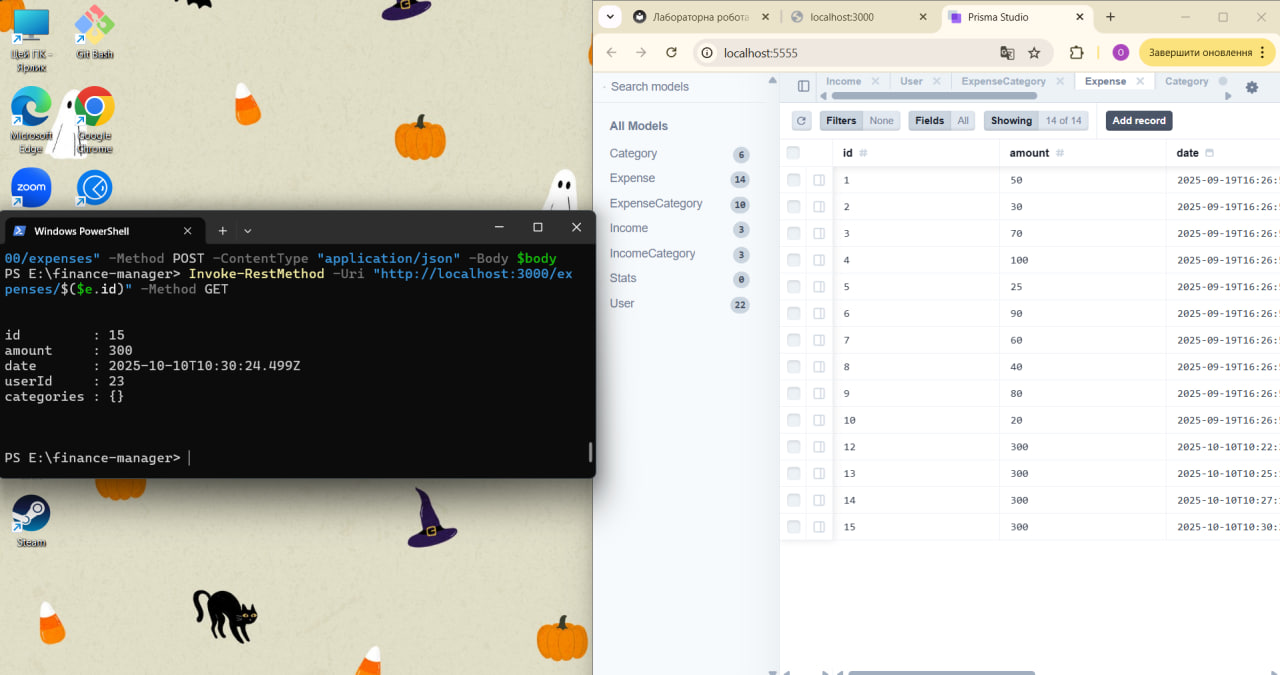 Цей ПК - Ярлик
Git Bash
Microsoft Edge
Google Chrome
zoom
Steam
Windows PowerShell
00/expenses" -Method POST -ContentType "application/json" -Body $body
PS E:\finance-manager> Invoke-RestMethod -Uri "http://localhost:3000/ex
penses/$($e.id)" -Method GET
id : 15
amount : 300
date : 2025-10-10T10:30:24.499Z
userId : 23
categories : {}
PS E:\finance-manager>
Лабораторна робота
localhost:3000
Prisma Studio
localhost:5555
O
Завершити оновлення
Search models
Income
User
ExpenseCategory
Expense
Category
All Models
Category 6
Expense 14
ExpenseCategory 10
Income 3
IncomeCategory 3
Stats 0
User 22
Filters None
Fields All
Showing 14 of 14
Add record
id # amount # date
1 50 2025-09-19T16:26:5
2 30 2025-09-19T16:26:5
3 70 2025-09-19T16:26:5
4 100 2025-09-19T16:26:5
5 25 2025-09-19T16:26:5
6 90 2025-09-19T16:26:5
7 60 2025-09-19T16:26:5
8 40 2025-09-19T16:26:5
9 80 2025-09-19T16:26:5
10 20 2025-09-19T16:26:5
12 300 2025-10-10T10:22:
13 300 2025-10-10T10:25:
14 300 2025-10-10T10:27:
15 300 2025-10-10T10:30: